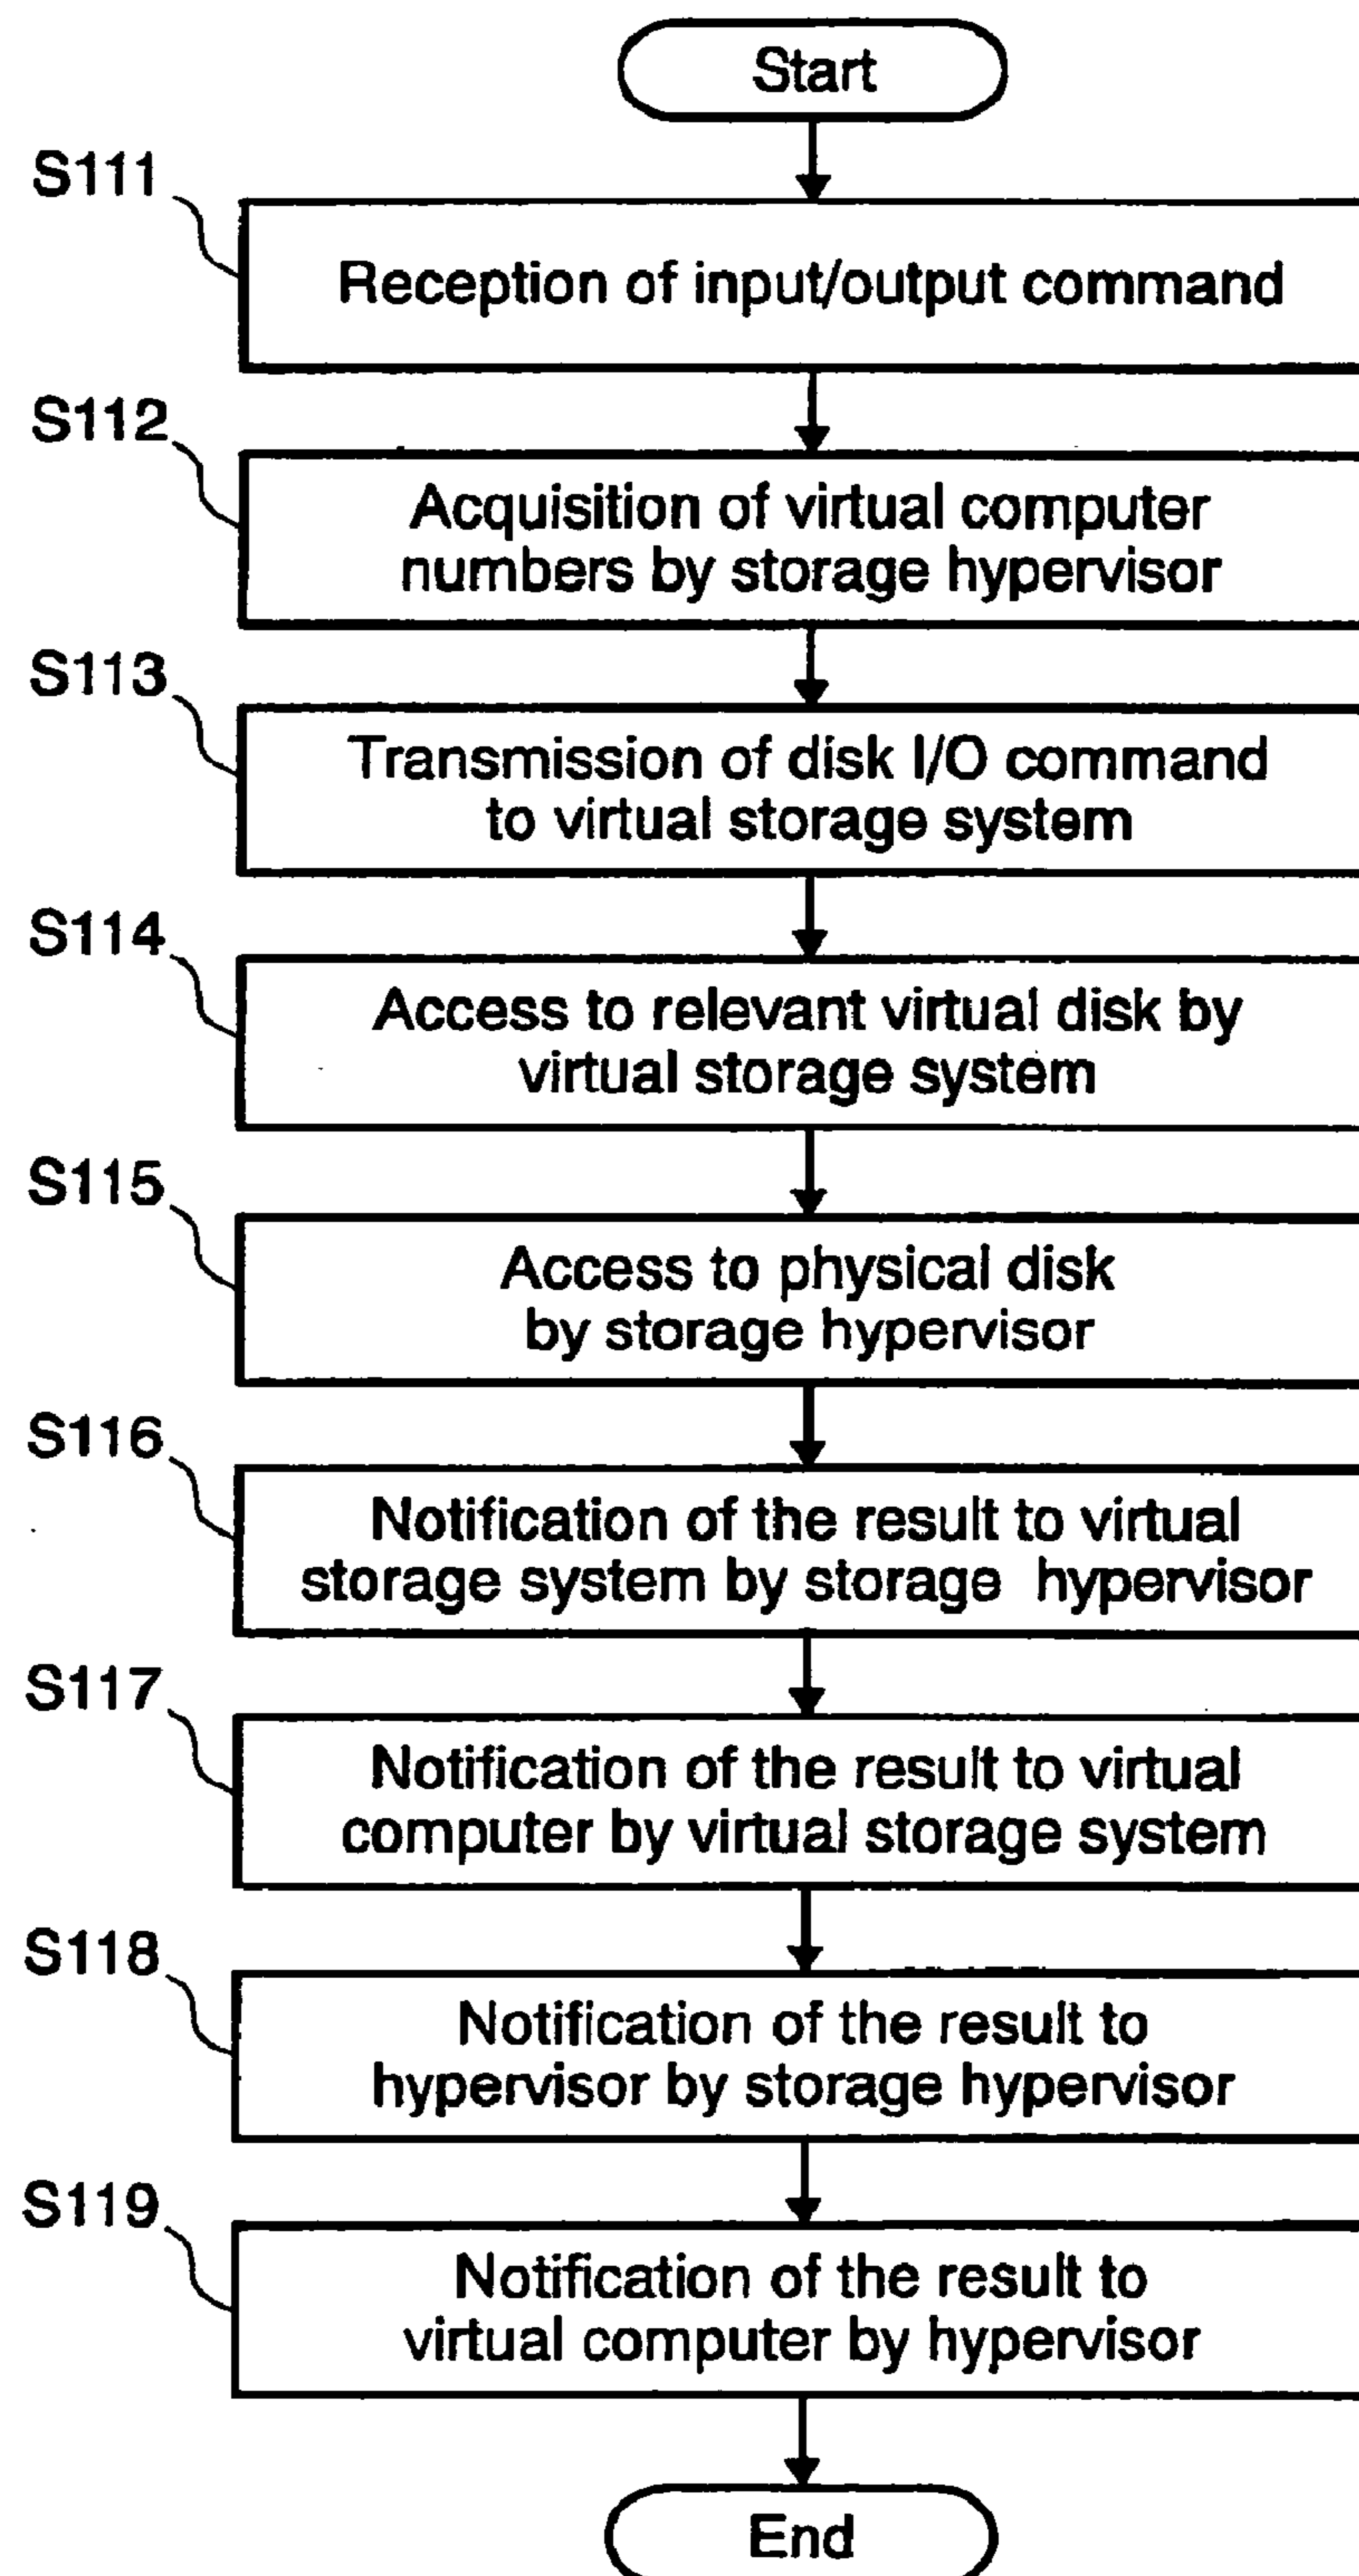 Start
S111
Reception of input/output command
S112
Acquisition of virtual computer
numbers by storage hypervisor
S113
Transmission of disk I/O command
to virtual storage system
S114
Access to relevant virtual disk by
virtual storage system
S115
Access to physical disk
by storage hypervisor
S116
Notification of the result to virtual
storage system by storage hypervisor
S117
Notification of the result to virtual
computer by virtual storage system
S118
Notification of the result to
hypervisor by storage hypervisor
S119
Notification of the result to
virtual computer by hypervisor
End